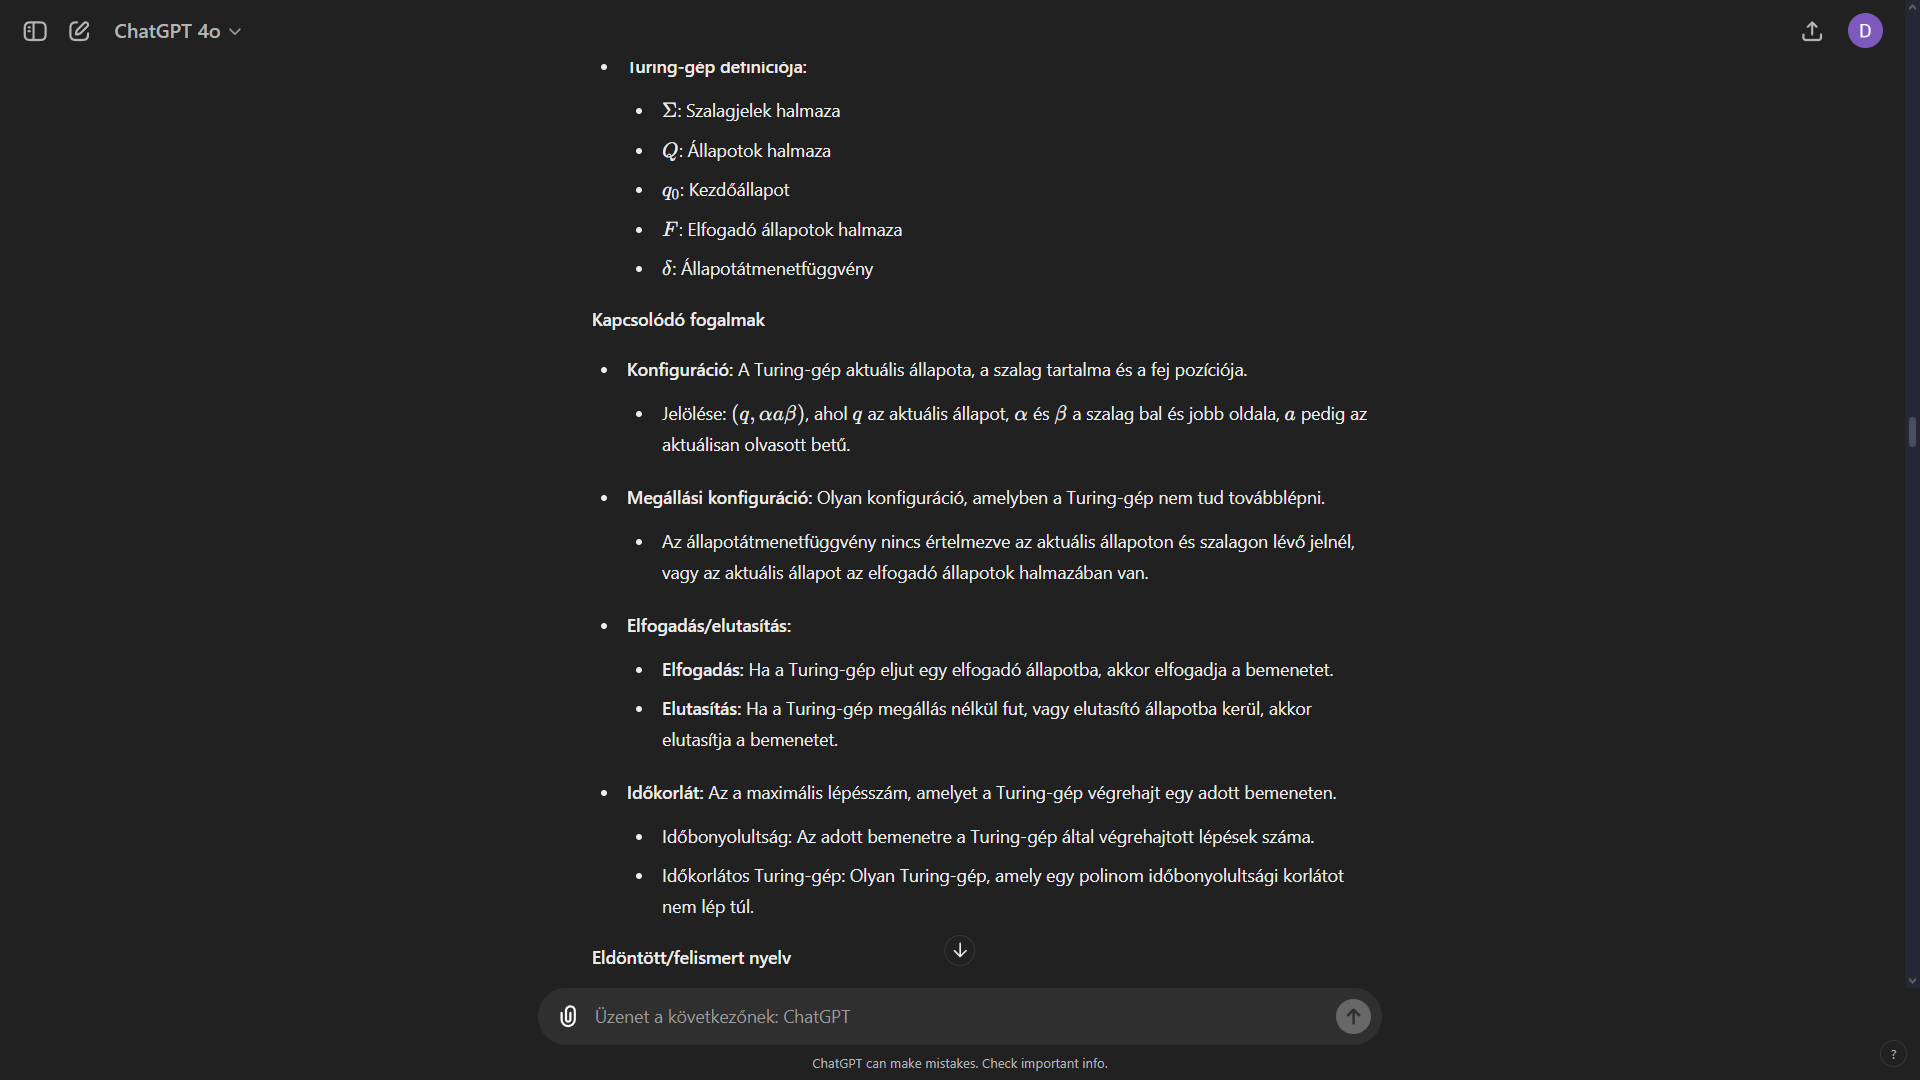 ChatGPT 4o
D
Turing-gép definíciója:
Σ: Szalagjelek halmaza
Q: Állapotok halmaza
q₀: Kezdőállapot
F: Elfogadó állapotok halmaza
δ: Állapotátmenetfüggvény
Kapcsolódó fogalmak
Konfiguráció: A Turing-gép aktuális állapota, a szalag tartalma és a fej pozíciója.
Jelölése: (q, αaβ), ahol q az aktuális állapot, α és β a szalag bal és jobb oldala, a pedig az
aktuálisan olvasott betű.
Megállási konfiguráció: Olyan konfiguráció, amelyben a Turing-gép nem tud továbblépni.
Az állapotátmenetfüggvény nincs értelmezve az aktuális állapoton és szalagon lévő jelnél,
vagy az aktuális állapot az elfogadó állapotok halmazában van.
Elfogadás/elutasítás:
Elfogadás: Ha a Turing-gép eljut egy elfogadó állapotba, akkor elfogadja a bemenetet.
Elutasítás: Ha a Turing-gép megállás nélkül fut, vagy elutasító állapotba kerül, akkor
elutasítja a bemenetet.
Időkorlát: Az a maximális lépésszám, amelyet a Turing-gép végrehajt egy adott bemeneten.
Időbonyolultság: Az adott bemenetre a Turing-gép által végrehajtott lépések száma.
Időkorlátos Turing-gép: Olyan Turing-gép, amely egy polinom időbonyolultsági korlátot
nem lép túl.
Eldöntött/felismert nyelv
Üzenet a következőnek: ChatGPT
ChatGPT can make mistakes. Check important info.
?